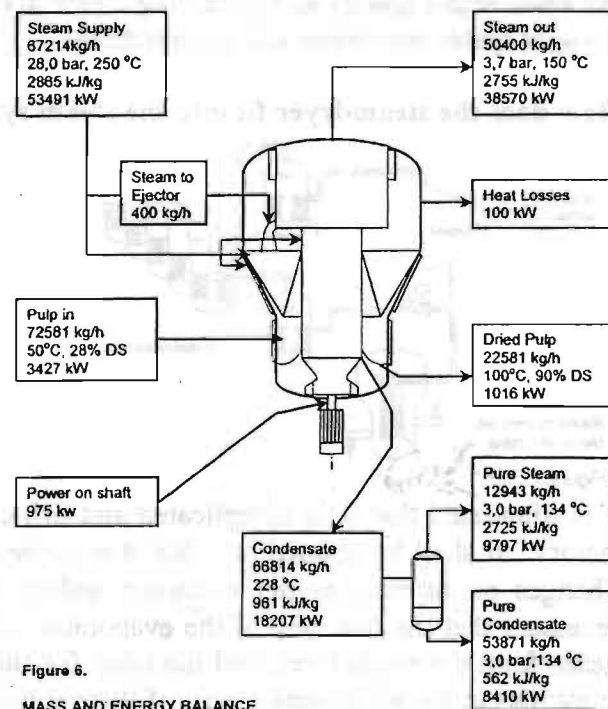 Steam Supply
67214kg/h
28,0 bar, 250 °C
2865 kJ/kg
53491 kW
Steam out
50400 kg/h
3,7 bar, 150 °C
2755 kJ/kg
38570 kW
Steam to
Ejector
400 kg/h
Heat Losses
100 kW
Pulp in
72581 kg/h
50°C, 28% DS
3427 kW
Dried Pulp
22581 kg/h
100°C, 90% DS
1016 kW
Power on shaft
975 kw
Condensate
66814 kg/h
228 °C
981 kJ/kg
18207 kW
Pure Steam
12943 kg/h
3,0 bar, 134 °C
2725 kJ/kg
9797 kW
Pure
Condensate
53871 kg/h
3,0 bar,134 °C
562 kJ/kg
8410 kW
Figure 6.
MASS AND ENERGY BALANCE